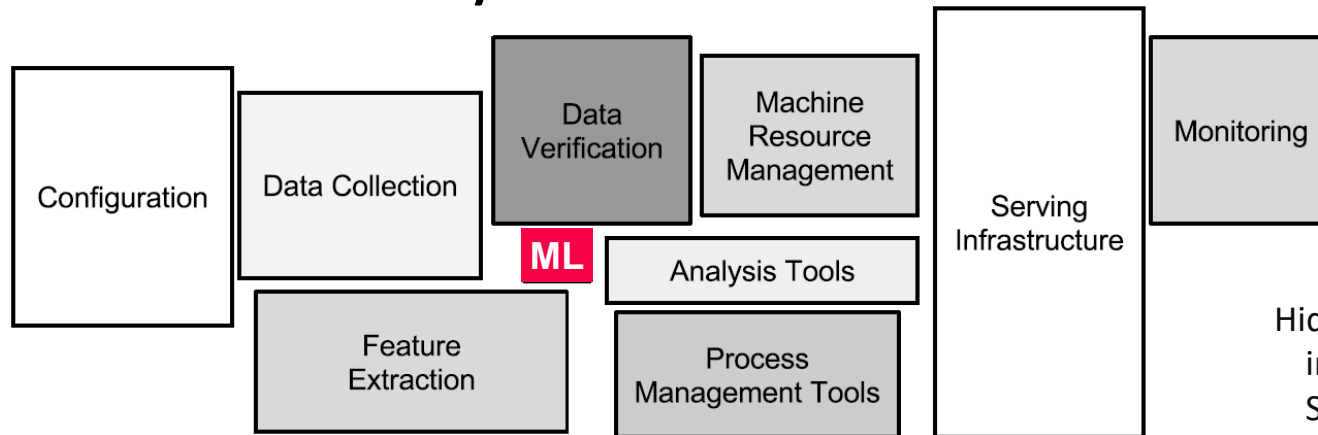 Configuration
Data Collection
Data
Verification
Machine
Resource
Management
Serving
Infrastructure
Monitoring
ML
Analysis Tools
Feature
Extraction
Process
Management Tools